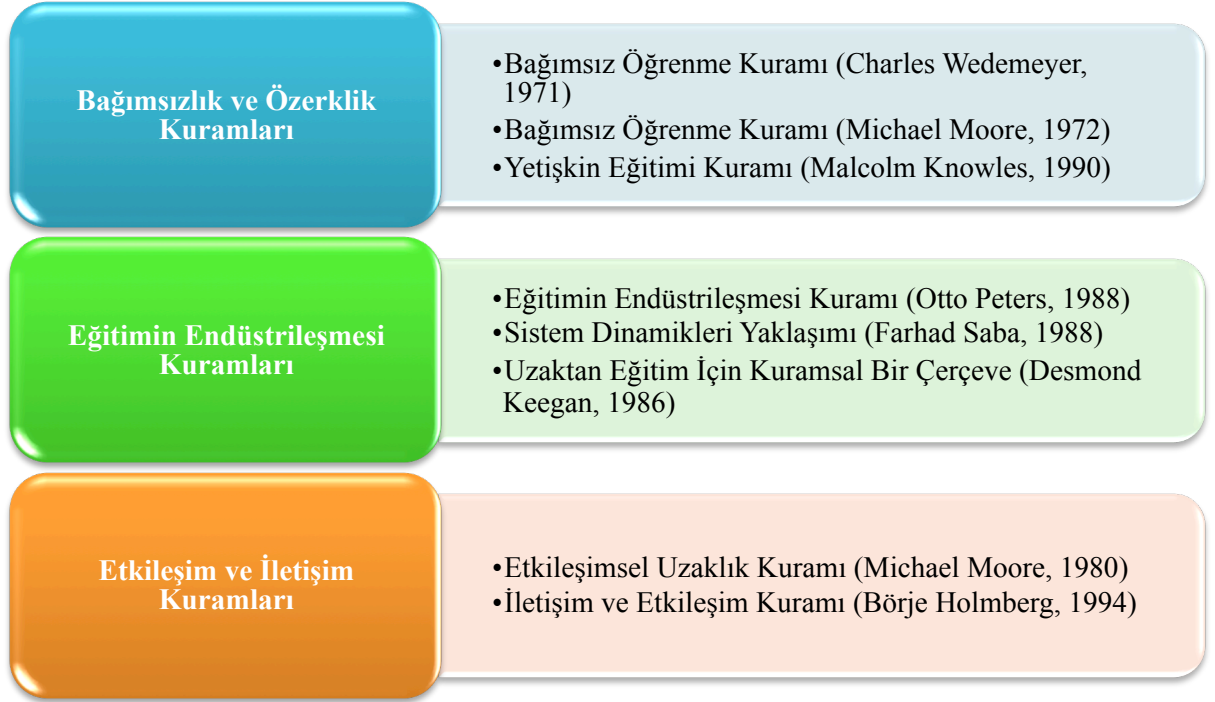 Bağımsızlık ve Özerklik
Kuramları
•Bağımsız Öğrenme Kuramı (Charles Wedemeyer,
1971)
•Bağımsız Öğrenme Kuramı (Michael Moore, 1972)
•Yetişkin Eğitimi Kuramı (Malcolm Knowles, 1990)
Eğitimin Endüstrileşmesi
Kuramları
•Eğitimin Endüstrileşmesi Kuramı (Otto Peters, 1988)
•Sistem Dinamikleri Yaklaşımı (Farhad Saba, 1988)
•Uzaktan Eğitim İçin Kuramsal Bir Çerçeve (Desmond
Keegan, 1986)
Etkileşim ve İletişim
Kuramları
•Etkileşimsel Uzaklık Kuramı (Michael Moore, 1980)
•İletişim ve Etkileşim Kuramı (Börje Holmberg, 1994)